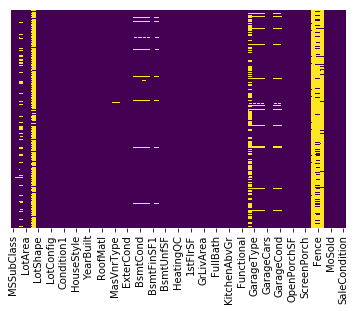 MSSubClass
LotArea
LotShape
LotConfig
Condition1
HouseStyle
YearBuilt
RoofMatl
MasVnrType
ExterCond
BsmtCond
BsmtFinSF1
BsmtUnfSF
HeatingQC
1stFlrSF
GrLivArea
FullBath
KitchenAbvGr
Functional
GarageType
GarageCars
GarageCond
OpenPorchSF
ScreenPorch
Fence
MoSold
SaleCondition